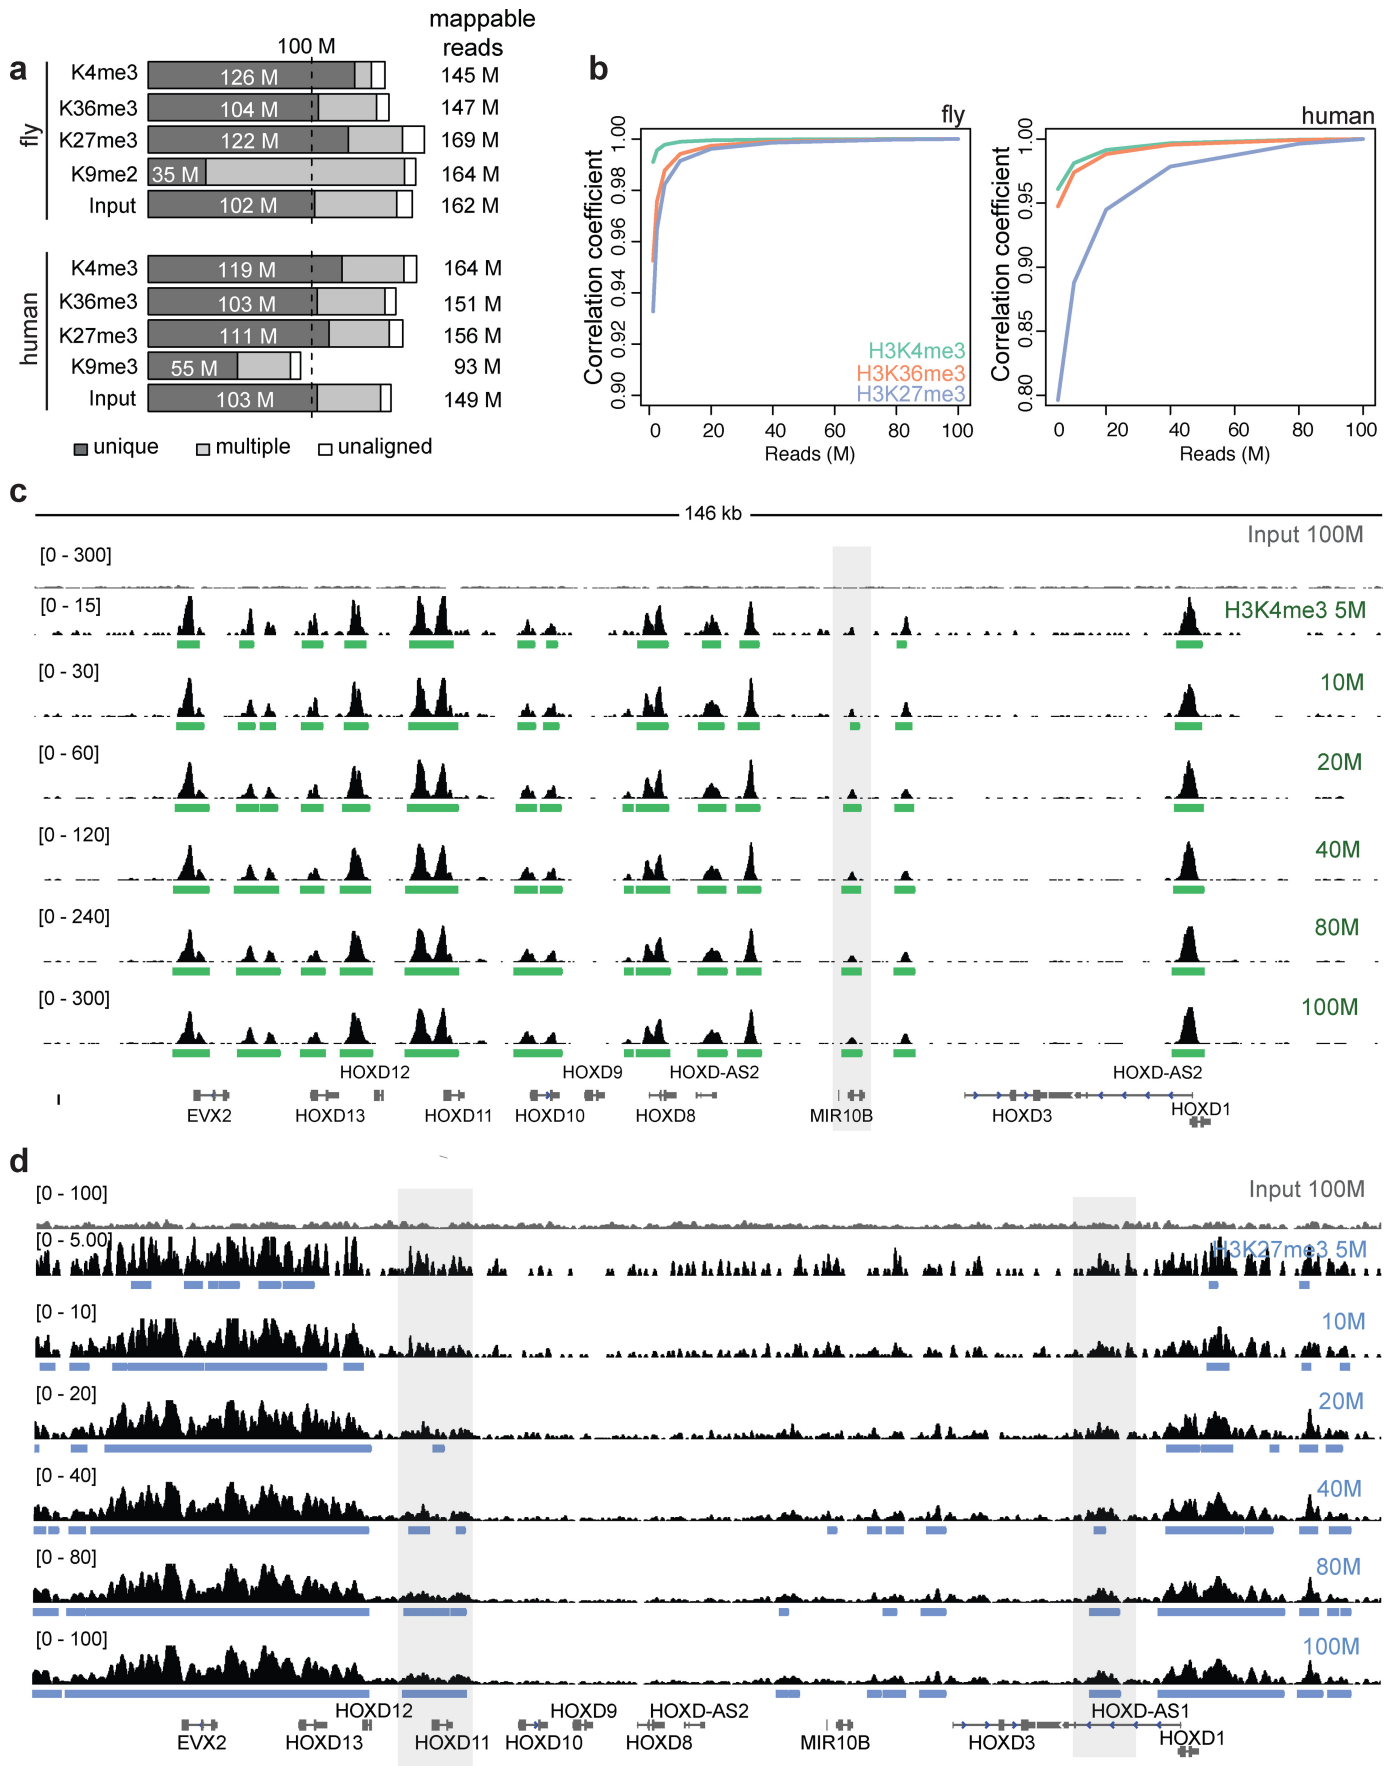 a
100 M
mappable
reads
fly
K4me3 126 M 145 M
K36me3 104 M 147 M
K27me3 122 M 169 M
K9me2 35 M 164 M
Input 102 M 162 M
human
K4me3 119 M 164 M
K36me3 103 M 151 M
K27me3 111 M 156 M
K9me3 55 M 93 M
Input 103 M 149 M
unique multiple unaligned
b
fly
Correlation coefficient
1.00
0.98
0.96
0.94
0.92
0.90
H3K4me3
H3K36me3
H3K27me3
0 20 40 60 80 100
Reads (M)
human
Correlation coefficient
1.00
0.95
0.90
0.85
0.80
0 20 40 60 80 100
Reads (M)
c
146 kb
Input 100M
[0 - 300]
[0 - 15] H3K4me3 5M
[0 - 30] 10M
[0 - 60] 20M
[0 - 120] 40M
[0 - 240] 80M
[0 - 300] 100M
HOXD12 HOXD9 HOXD-AS2 HOXD-AS2
EVX2 HOXD13 HOXD11 HOXD10 HOXD8 MIR10B HOXD3 HOXD1
d
[0 - 100] Input 100M
[0 - 5.00] H3K27me3 5M
[0 - 10] 10M
[0 - 20] 20M
[0 - 40] 40M
[0 - 80] 80M
[0 - 100] 100M
HOXD12 HOXD9 HOXD-AS2 HOXD-AS1
EVX2 HOXD13 HOXD11 HOXD10 HOXD8 MIR10B HOXD3 HOXD1